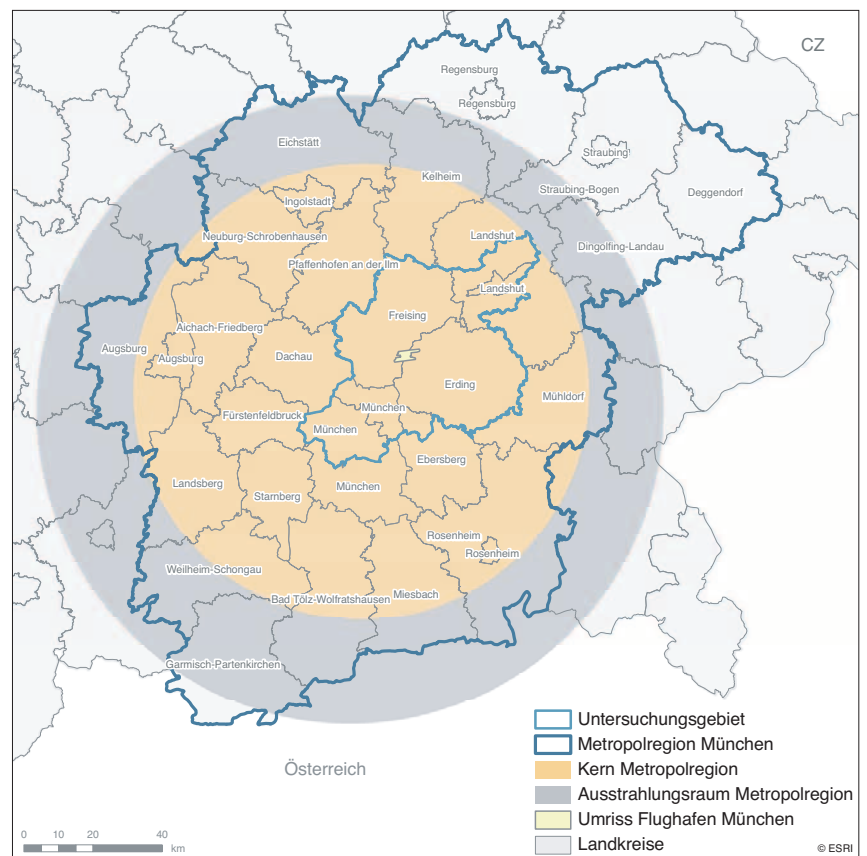 CZ
Regensburg
Regensburg
Eichstätt
Straubing
Kelheim
Straubing-Bogen
Deggendorf
Ingolstadt
Neuburg-Schrobenhausen
Landshut
Dingolfing-Landau
Pfaffenhofen an der Ilm
Landshut
Freising
Aichach-Friedberg
Augsburg
Augsburg
Dachau
Erding
Mühldorf
München
Fürstenfeldbruck
München
Ebersberg
Landsberg
Starnberg
München
Rosenheim
Rosenheim
Weilheim-Schongau
Bad Tölz-Wolfratshausen
Miesbach
Garmisch-Partenkirchen
Österreich
Untersuchungsgebiet
Metropolregion München
Kern Metropolregion
Ausstrahlungsraum Metropolregion
Umriss Flughafen München
Landkreise
0 10 20 40
km
© ESRI